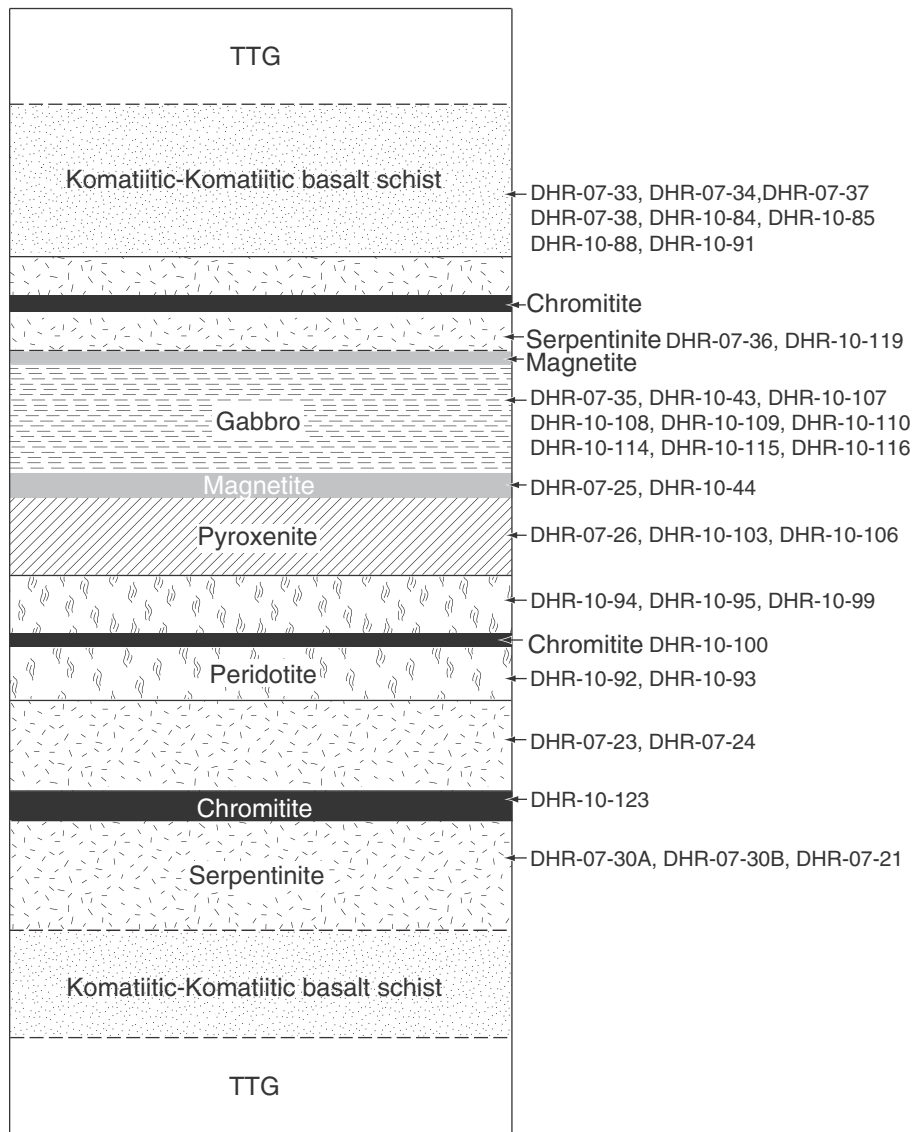 TTG
Komatiitic-Komatiitic basalt schist
DHR-07-33, DHR-07-34,DHR-07-37
DHR-07-38, DHR-10-84, DHR-10-85
DHR-10-88, DHR-10-91
Chromitite
Serpentinite DHR-07-36, DHR-10-119
Magnetite
Gabbro
DHR-07-35, DHR-10-43, DHR-10-107
DHR-10-108, DHR-10-109, DHR-10-110
DHR-10-114, DHR-10-115, DHR-10-116
Magnetite
DHR-07-25, DHR-10-44
Pyroxenite
DHR-07-26, DHR-10-103, DHR-10-106
DHR-10-94, DHR-10-95, DHR-10-99
Chromitite DHR-10-100
Peridotite
DHR-10-92, DHR-10-93
DHR-07-23, DHR-07-24
Chromitite
DHR-10-123
Serpentinite
DHR-07-30A, DHR-07-30B, DHR-07-21
Komatiitic-Komatiitic basalt schist
TTG